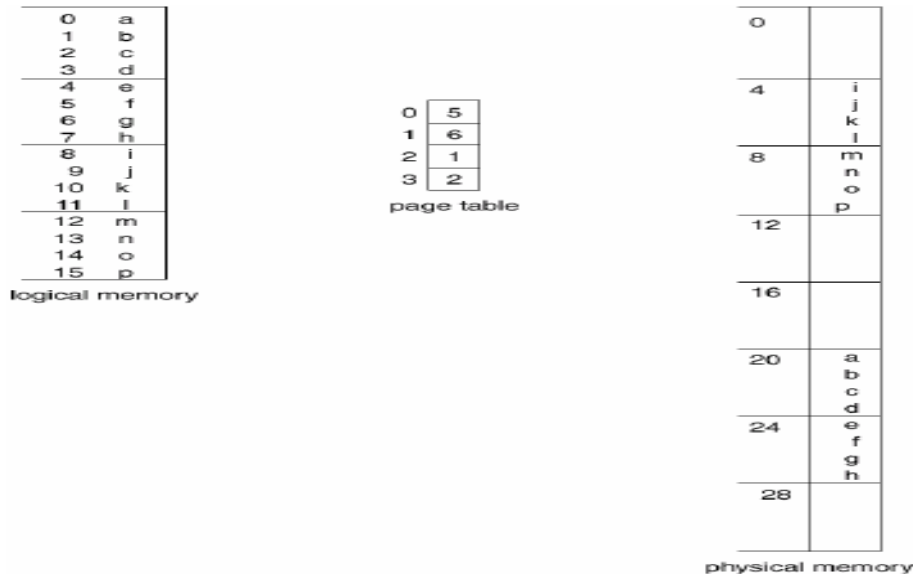 0 a
1 b
2 c
3 d
4 e
5 f
6 g
7 h
8 i
9 j
10 k
11 l
12 m
13 n
14 o
15 p
logical memory
0 5
1 6
2 1
3 2
page table
0
4 i
j
k
l
8 m
n
o
p
12
16
20 a
b
c
d
24 e
f
g
h
28
physical memory